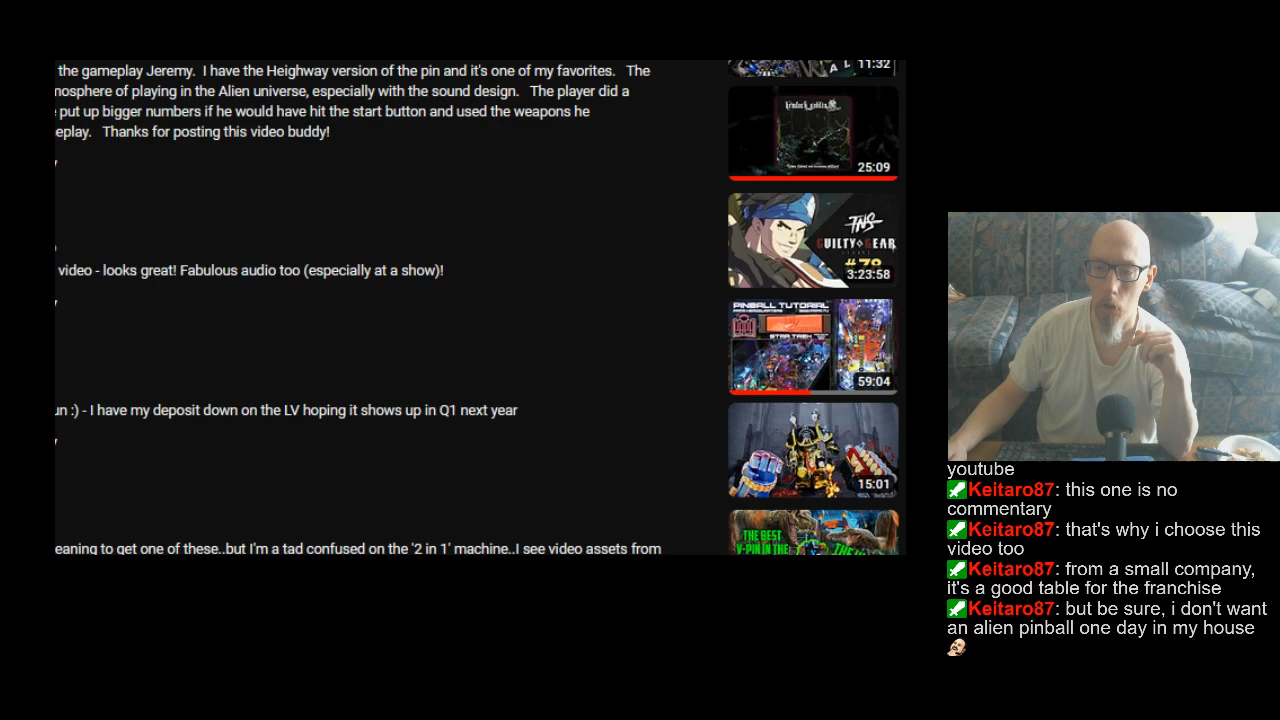 the gameplay Jeremy. I have the Heighway version of the pin and it's one of my favorites. The
nosphere of playing in the Alien universe, especially with the sound design. The player did a
put up bigger numbers if he would have hit the start button and used the weapons he
eplay. Thanks for posting this video buddy!
video - looks great! Fabulous audio too (especially at a show)!
un :) - I have my deposit down on the LV hoping it shows up in Q1 next year
eaning to get one of these..but I'm a tad confused on the '2 in 1' machine..I see video assets from
A L 11:32
25:09
TNS
GUILTY GEAR
#78
3:23:58
PINBALL TUTORIAL
STAR TREK
59:04
15:01
THE BEST
V-PIN IN THE
youtube
Keitaro87: this one is no
commentary
Keitaro87: that's why i choose this
video too
Keitaro87: from a small company,
it's a good table for the franchise
Keitaro87: but be sure, i don't want
an alien pinball one day in my house